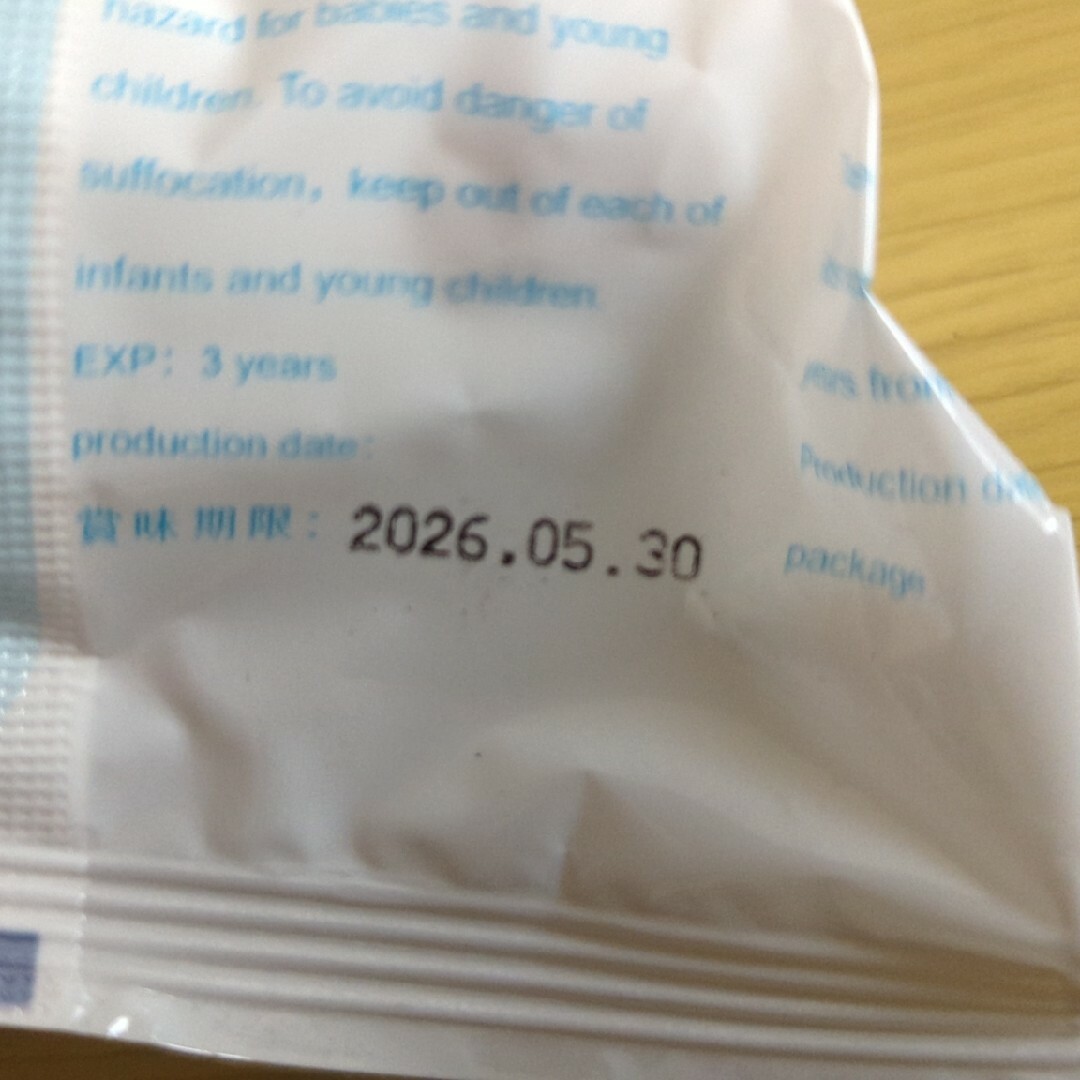 hazard for babies and young
children. To avoid danger of
suffocation, keep out of each of
infants and young children
EXP: 3 years
production date:
賞味期限: 2026.05.30
from
Production
package